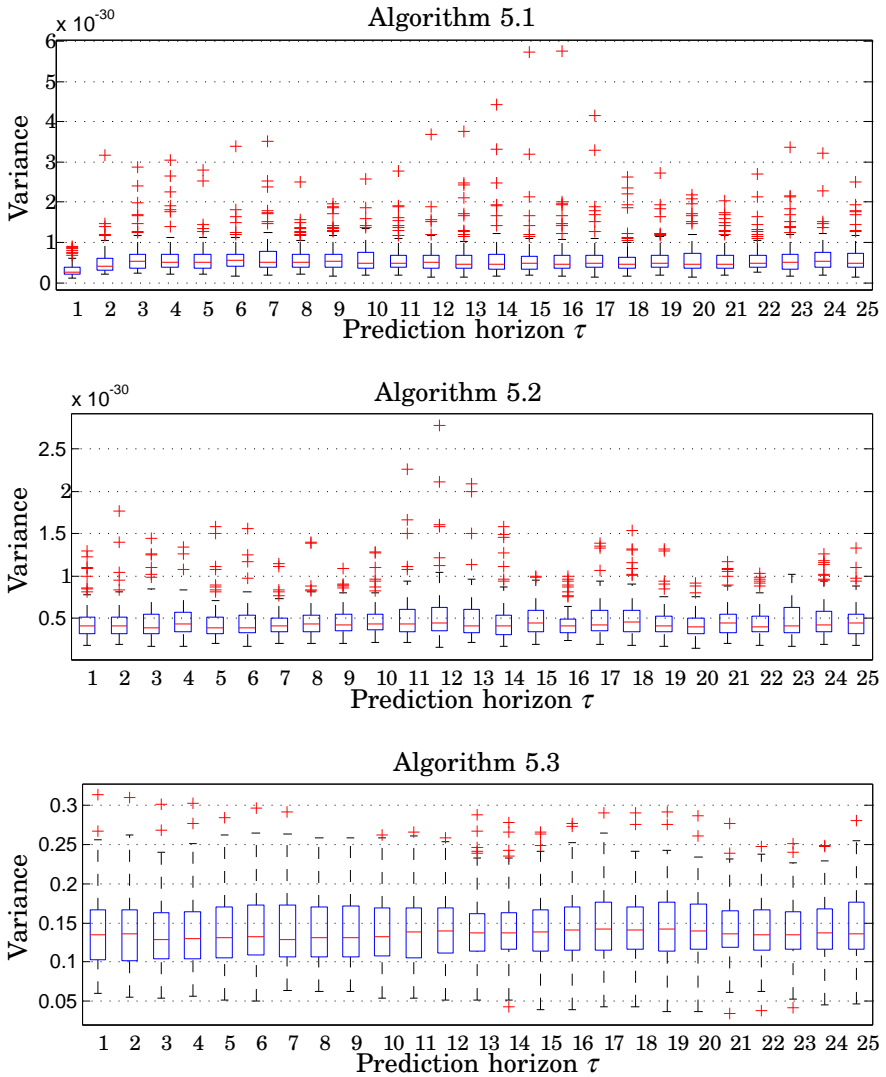 Algorithm 5.1
x 10-30
6
5
4
3
2
1
0
Variance
1 2 3 4 5 6 7 8 9 10 11 12 13 14 15 16 17 18 19 20 21 22 23 24 25
Prediction horizon τ
Algorithm 5.2
x 10-30
2.5
2
1.5
1
0.5
Variance
1 2 3 4 5 6 7 8 9 10 11 12 13 14 15 16 17 18 19 20 21 22 23 24 25
Prediction horizon τ
Algorithm 5.3
0.3
0.25
0.2
0.15
0.1
0.05
Variance
1 2 3 4 5 6 7 8 9 10 11 12 13 14 15 16 17 18 19 20 21 22 23 24 25
Prediction horizon τ